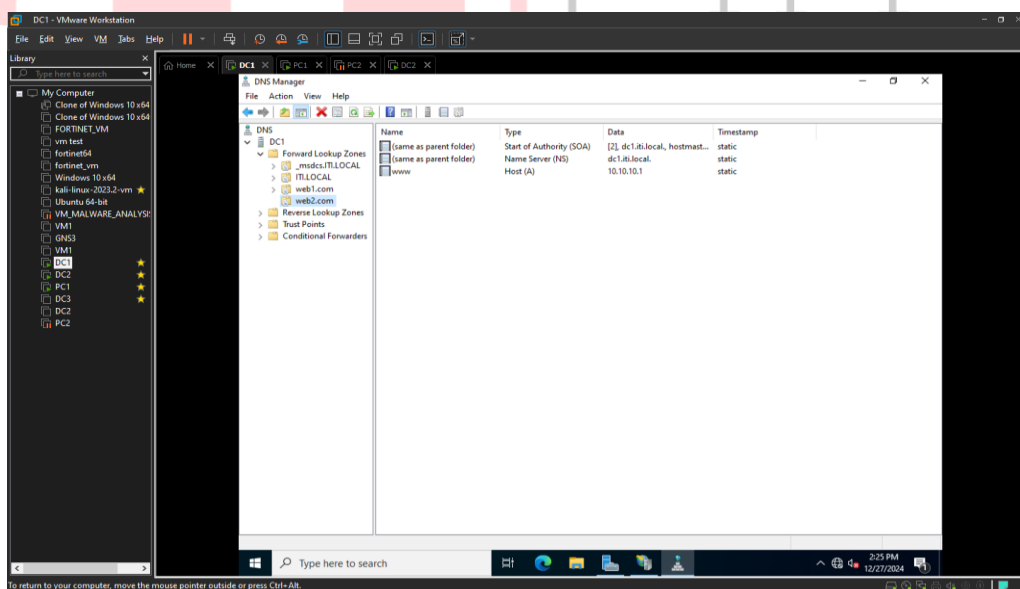 DC1 - VMware Workstation
File Edit View VM Tabs Help
Library
Type here to search
Home DC1 PC1 PC2 DC2
My Computer
Clone of Windows 10 x64
Clone of Windows 10 x64
FORTINET_VM
vm test
fortinet64
fortinet_vm
Windows 10 x64
kali-linux-2023.2-vm
Ubuntu 64-bit
VM_MALWARE_ANALYSI
VM1
GNS3
VM1
DC1
DC2
PC1
DC3
DC2
PC2
DNS Manager
File Action View Help
DNS
DC1
Forward Lookup Zones
_msdcs.ITI.LOCAL
ITI.LOCAL
web1.com
web2.com
Reverse Lookup Zones
Trust Points
Conditional Forwarders
Name Type Data Timestamp
(same as parent folder) Start of Authority (SOA) [2], dc1.iti.local., hostmast... static
(same as parent folder) Name Server (NS) dc1.iti.local. static
www Host (A) 10.10.10.1 static
Type here to search
2:25 PM
12/27/2024
To return to your computer, move the mouse pointer outside or press Ctrl+Alt.